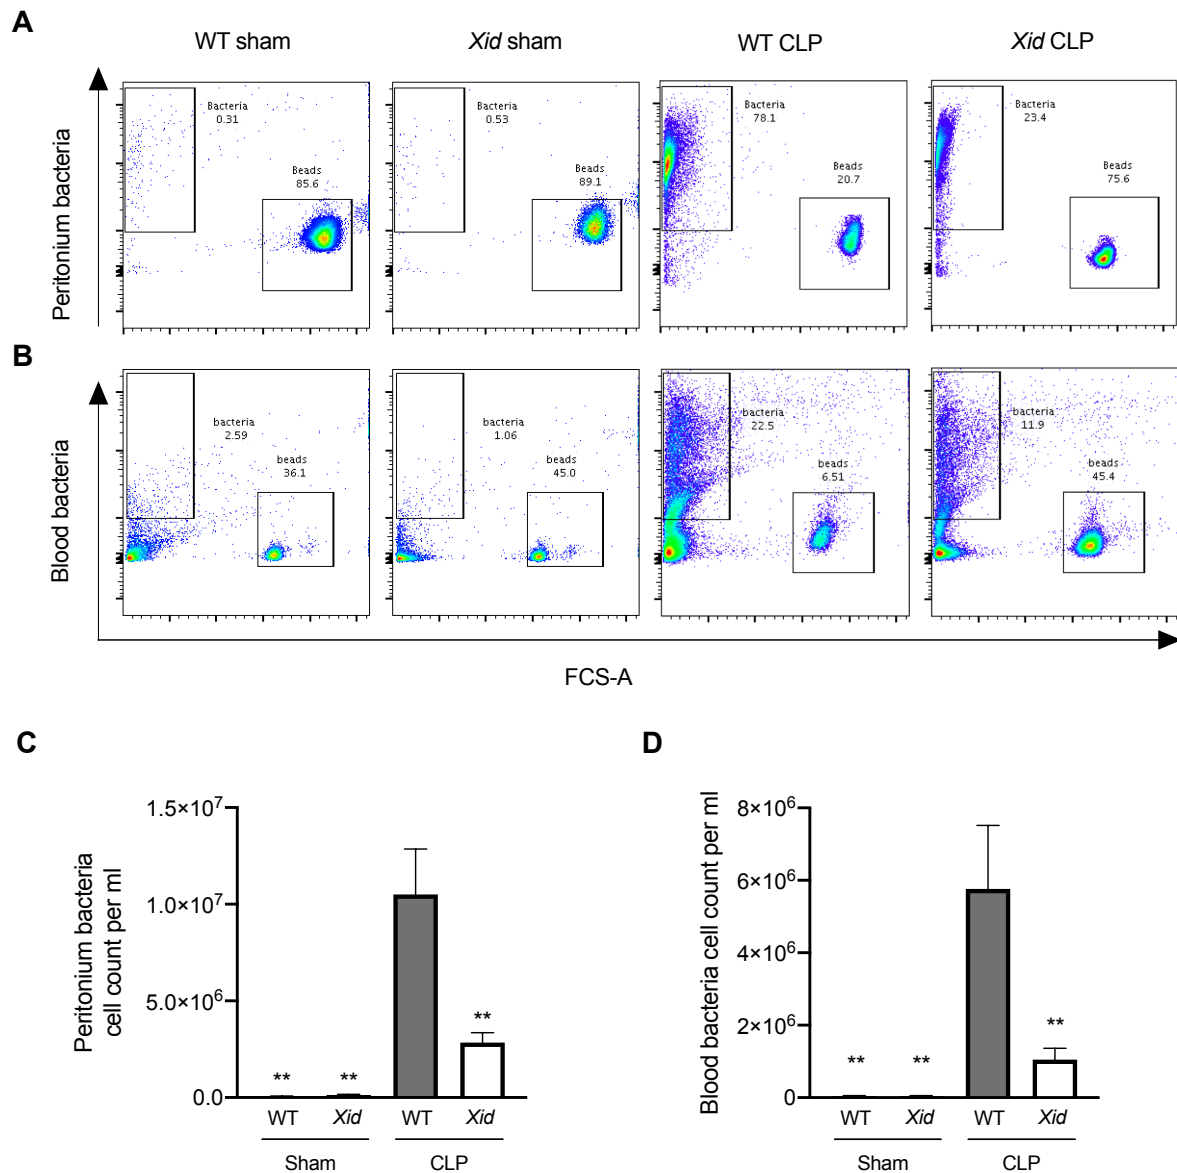 A
WT sham
Xid sham
WT CLP
Xid CLP
Peritonium bacteria
Bacteria
0.31
Beads
85.6
Bacteria
0.53
Beads
89.1
Bacteria
78.1
Beads
20.7
Bacteria
23.4
Beads
75.6
B
Blood bacteria
bacteria
2.59
beads
36.1
bacteria
1.06
beads
45.0
bacteria
22.5
beads
6.51
bacteria
11.9
beads
45.4
FCS-A
C
Peritonium bacteria
cell count per ml
1.5×10⁷
1.0×10⁷
5.0×10⁶
0.0
**
**
**
WT
Xid
WT
Xid
Sham
CLP
D
Blood bacteria cell count per ml
8×10⁶
6×10⁶
4×10⁶
2×10⁶
0
**
**
**
WT
Xid
WT
Xid
Sham
CLP